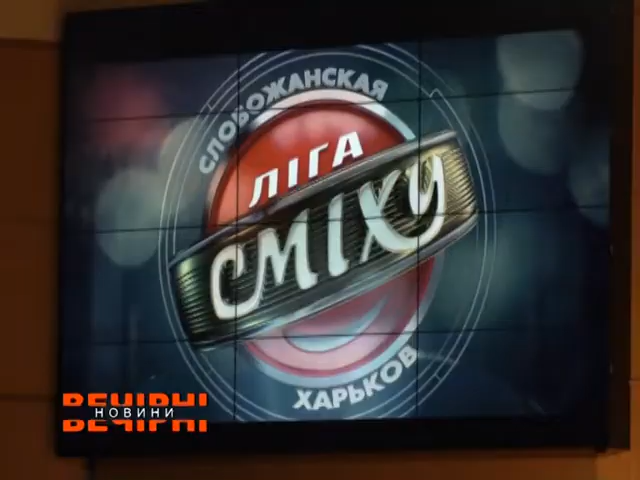 СЛОБОЖАНСКАЯ
ЛІГА
СМІХУ
ХАРЬКОВ
ВЕЧІРНІ
НОВИНИ